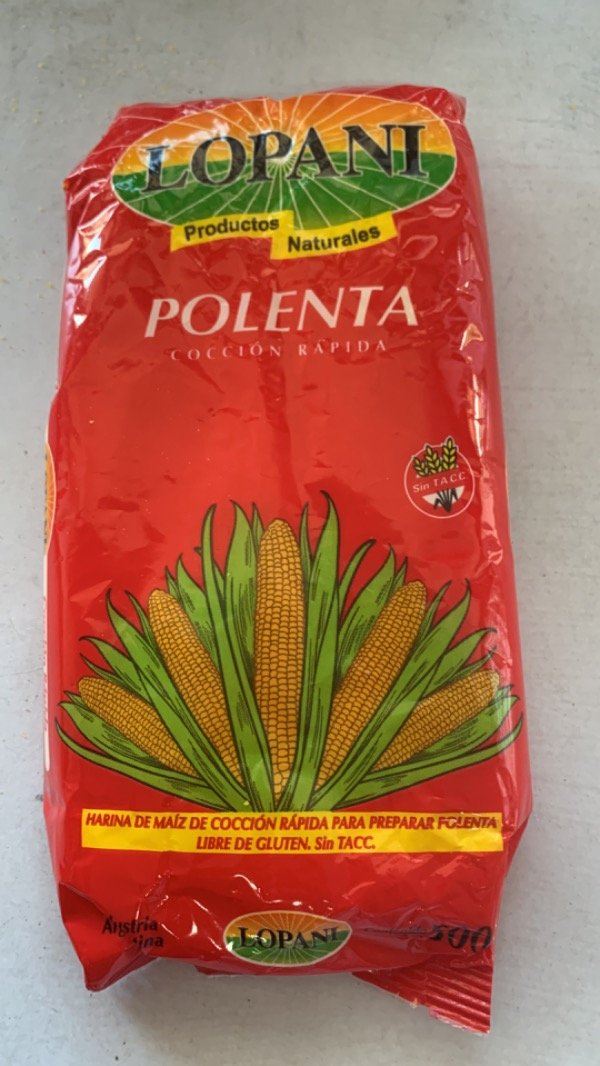 LOPANI
Productos
Naturales
POLENTA
COCCIÓN RÁPIDA
Sin T.A.C.C
HARINA DE MAÍZ DE COCCIÓN RÁPIDA PARA PREPARAR POLENTA
LIBRE DE GLUTEN. Sin TACC.
LOPANI
500